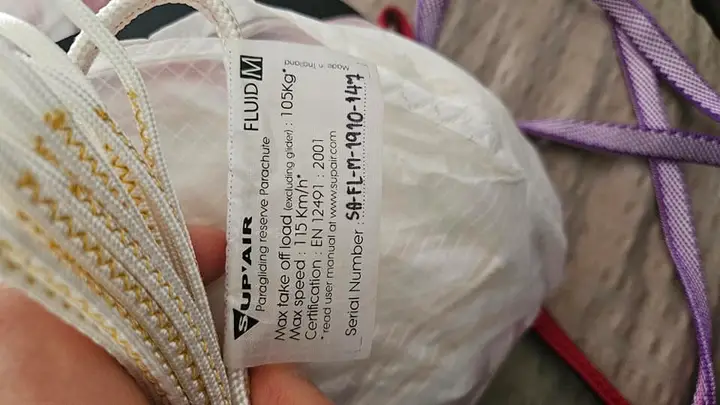 SUP'AIR FLUID M
Paragliding reserve Parachute
Made in Thailand
Max take off load (excluding glider) : 105Kg*
Max speed : 115 Km/h*
Certification : EN 12491 : 2001
* read user manual at www.supair.com
Serial Number : SA-FL-M-1910-147